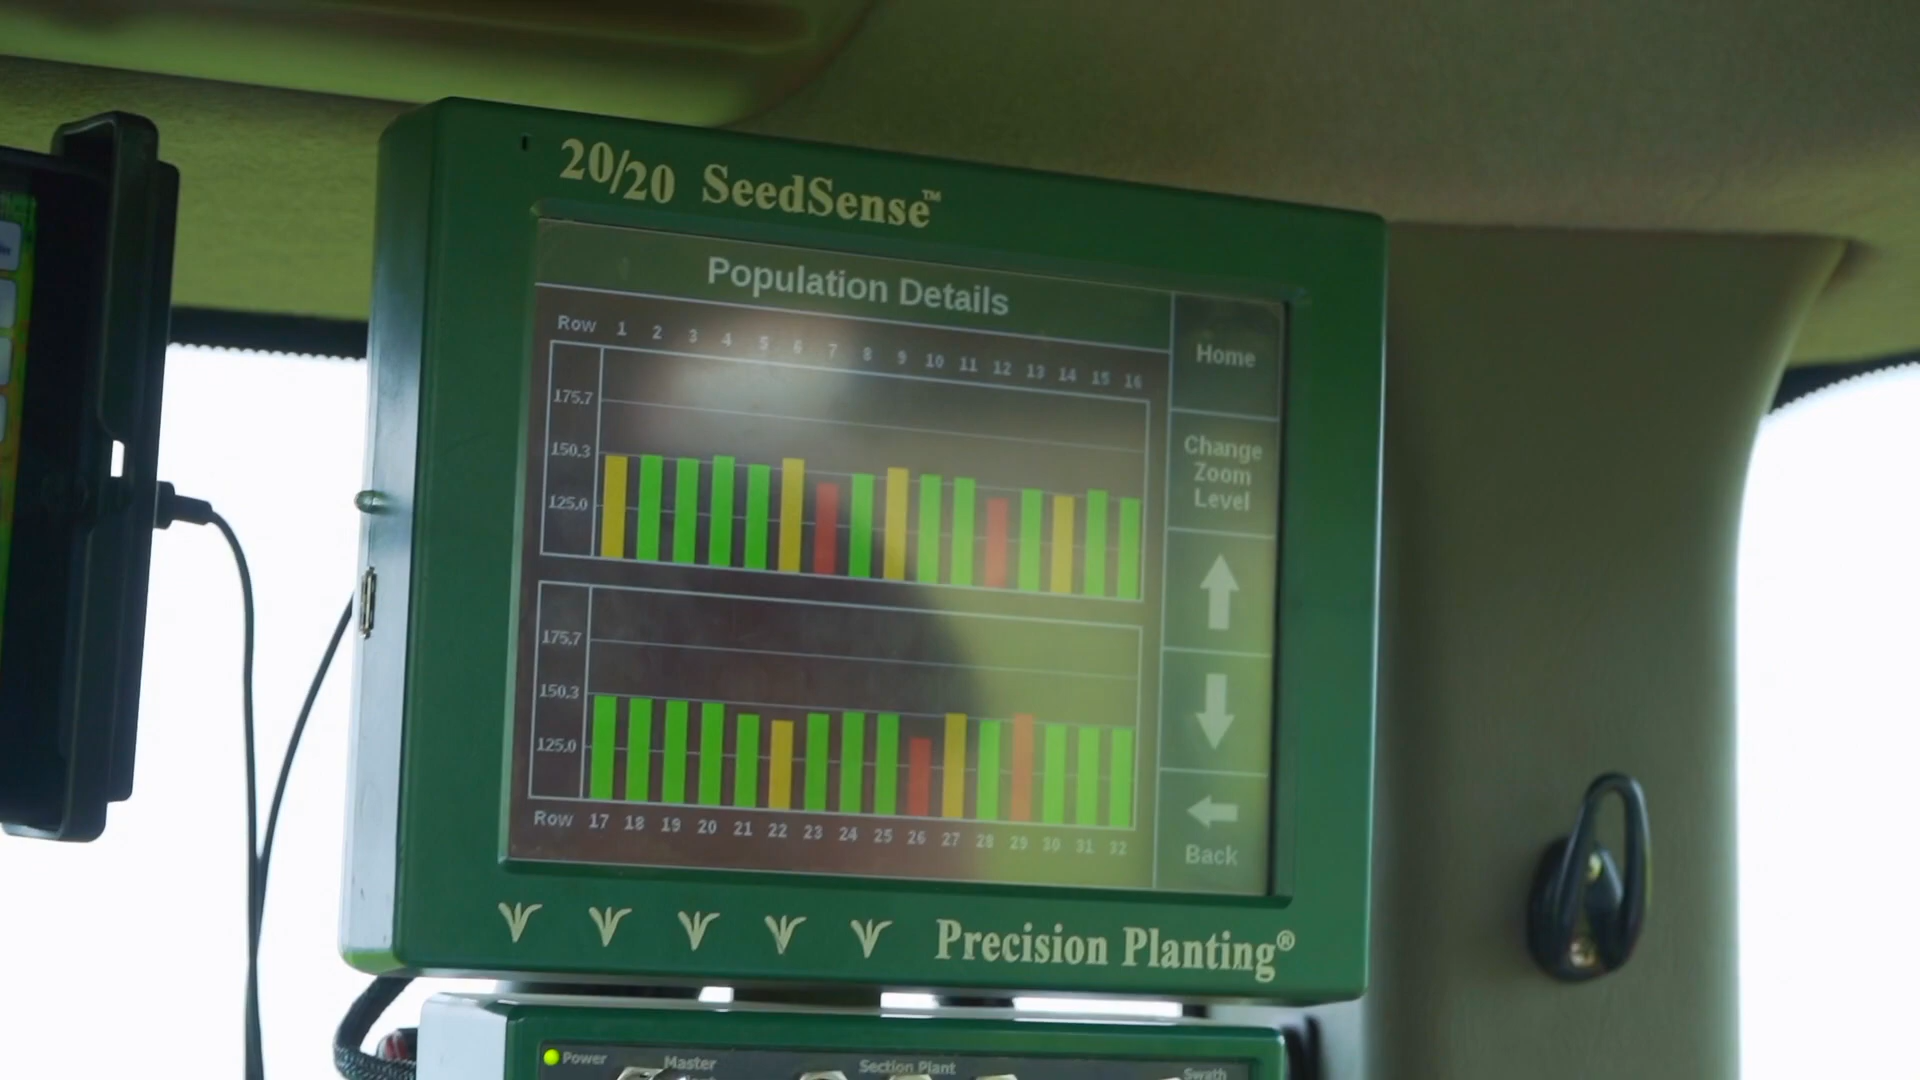 20/20 SeedSense™
Population Details
Row 1 2 3 4 5 6 7 8 9 10 11 12 13 14 15 16
175.7
150.3
125.0
175.7
150.3
125.0
Row 17 18 19 20 21 22 23 24 25 26 27 28 29 30 31 32
Home
Change
Zoom
Level
Back
Precision Planting®
Power
Master
Section Plant
Swath